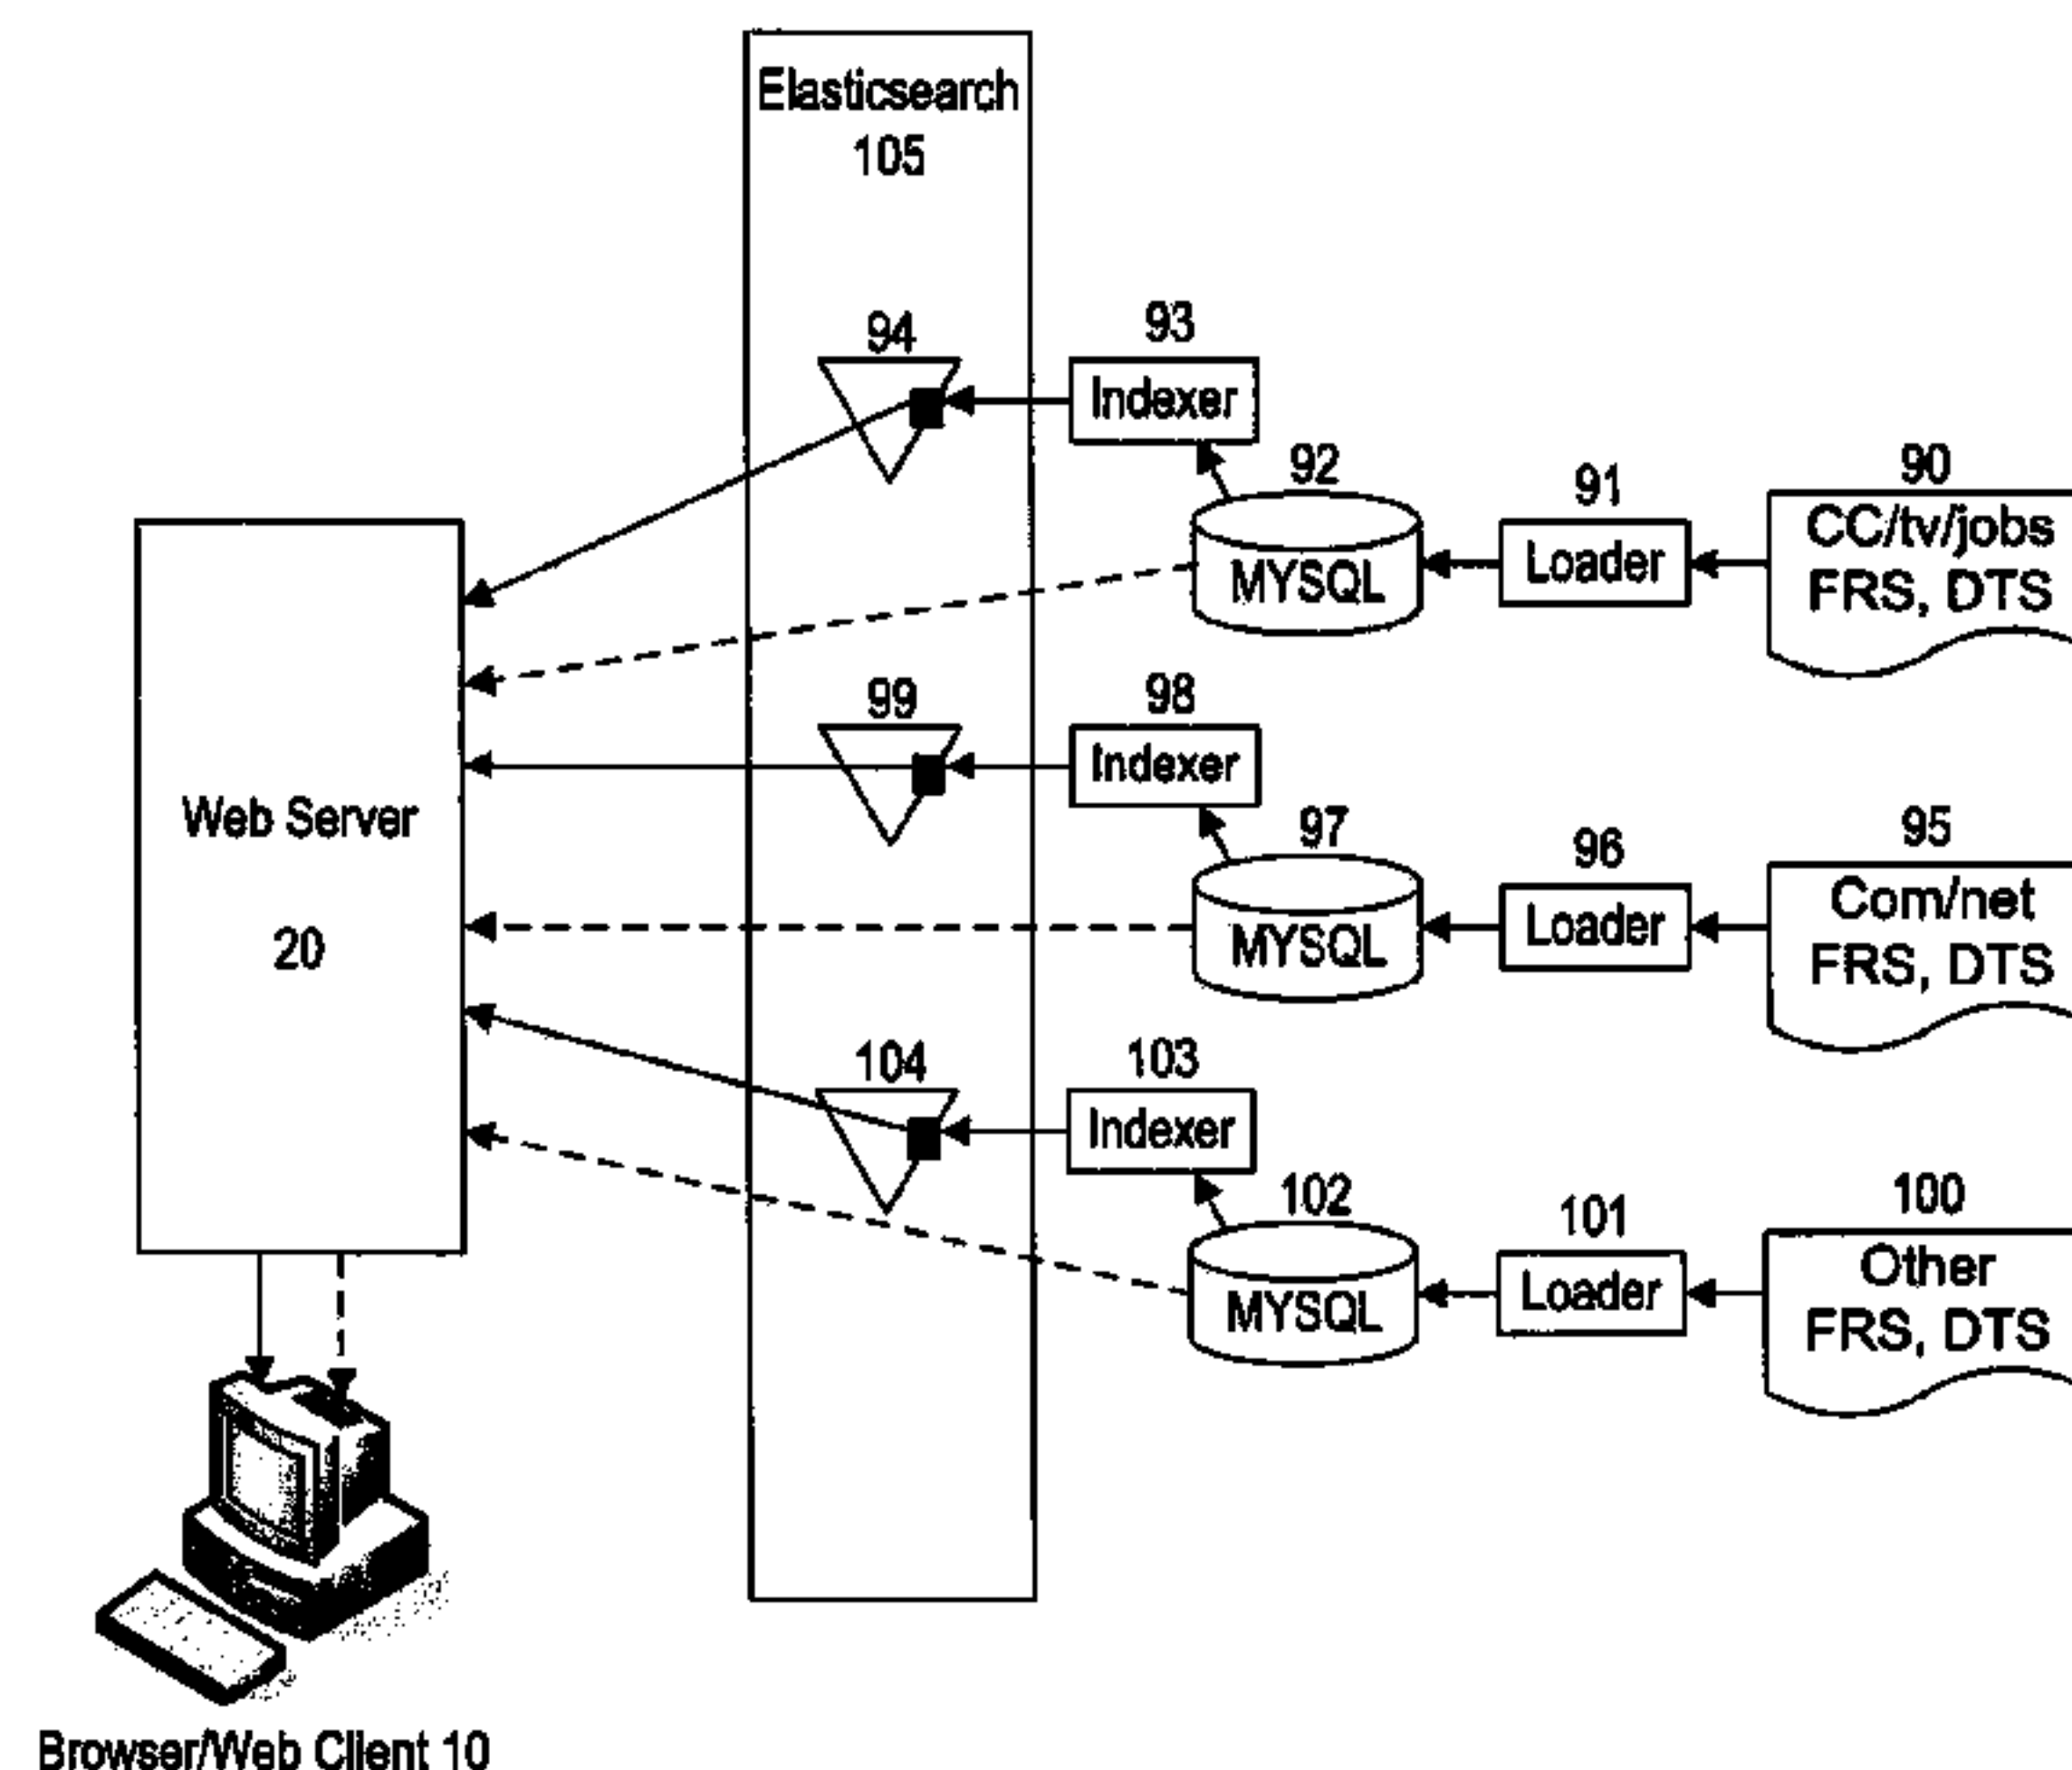 Elasticsearch
105
94
93
Indexer
92
MYSQL
91
Loader
90
CC/tv/jobs
FRS, DTS
99
98
Indexer
97
MYSQL
96
Loader
95
Com/net
FRS, DTS
Web Server
20
104
103
Indexer
102
MYSQL
101
Loader
100
Other
FRS, DTS
Browser/Web Client 10